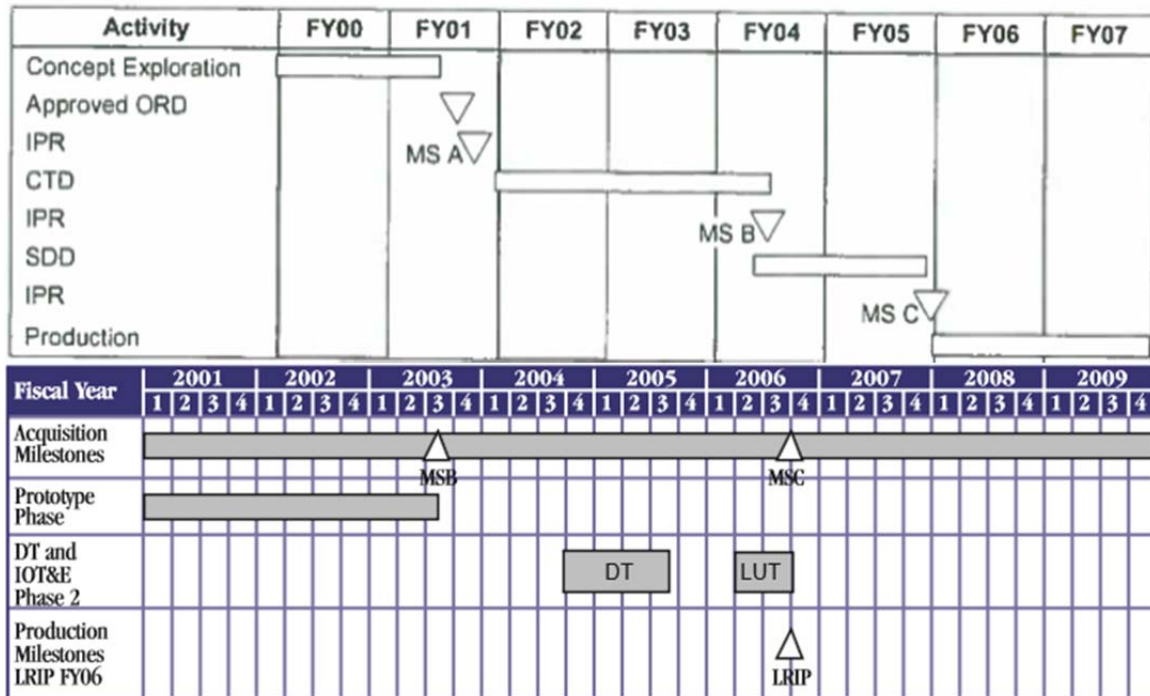 Activity FY00 FY01 FY02 FY03 FY04 FY05 FY06 FY07
Concept Exploration
Approved ORD
IPR MS A
CTD
IPR MS B
SDD
IPR MS C
Production
Fiscal Year 2001 2002 2003 2004 2005 2006 2007 2008 2009
1 2 3 4 1 2 3 4 1 2 3 4 1 2 3 4 1 2 3 4 1 2 3 4 1 2 3 4 1 2 3 4 1 2 3 4
Acquisition
Milestones
MSB MSC
Prototype
Phase
DT and
IOT&E DT LUT
Phase 2
Production
Milestones
LRIP FY06 LRIP